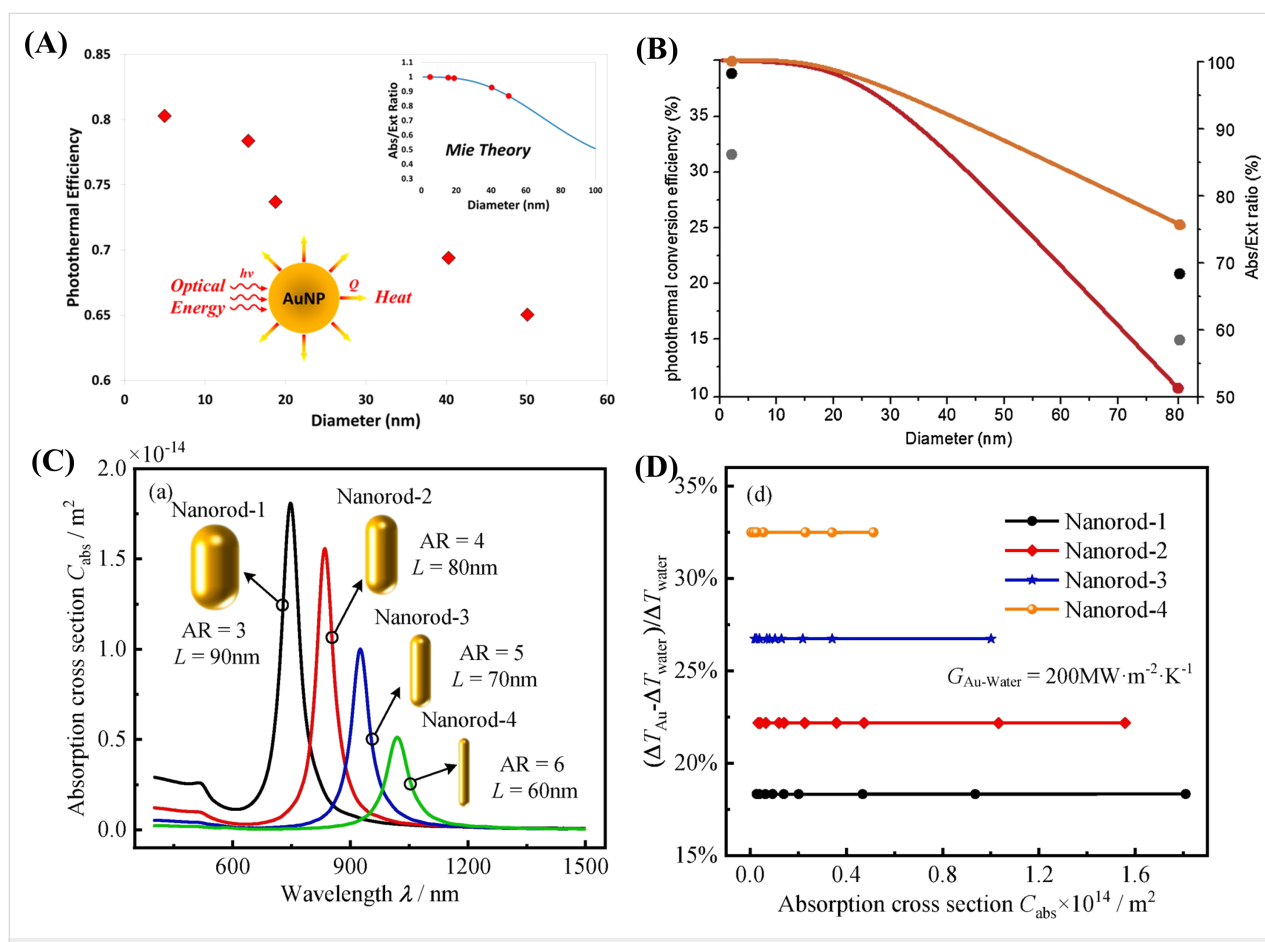 (A)
0.85
0.8
0.75
0.7
0.65
0.6
Photothermal Efficiency
0
10
20
30
40
50
60
Diameter (nm)
1.1
1
0.9
0.8
0.7
0.6
0.5
0.4
0.3
Abs/Ext Ratio
Mie Theory
0
20
40
60
80
100
Diameter (nm)
Optical
hν
Energy
AuNP
Q
Heat
(B)
35
30
25
20
15
10
photothermal conversion efficiency (%)
100
90
80
70
60
50
Abs/Ext ratio (%)
0
10
20
30
40
50
60
70
80
Diameter (nm)
(C)
×10⁻¹⁴
2.0
1.0
0.5
0.0
Absorption cross section Cabs / m²
(a)
Nanorod-1
AR = 3
L = 90nm
Nanorod-2
AR = 4
L = 80nm
Nanorod-3
AR = 5
L = 70nm
Nanorod-4
AR = 6
L = 60nm
600
900
1200
1500
Wavelength λ / nm
(D)
35%
30%
25%
20%
15%
(ΔTAu-ΔTwater)/ΔTwater
(d)
Nanorod-1
Nanorod-2
Nanorod-3
Nanorod-4
GAu-Water = 200MW·m⁻²·K⁻¹
0.0
0.4
0.8
1.2
1.6
Absorption cross section Cabs×10¹⁴ / m²